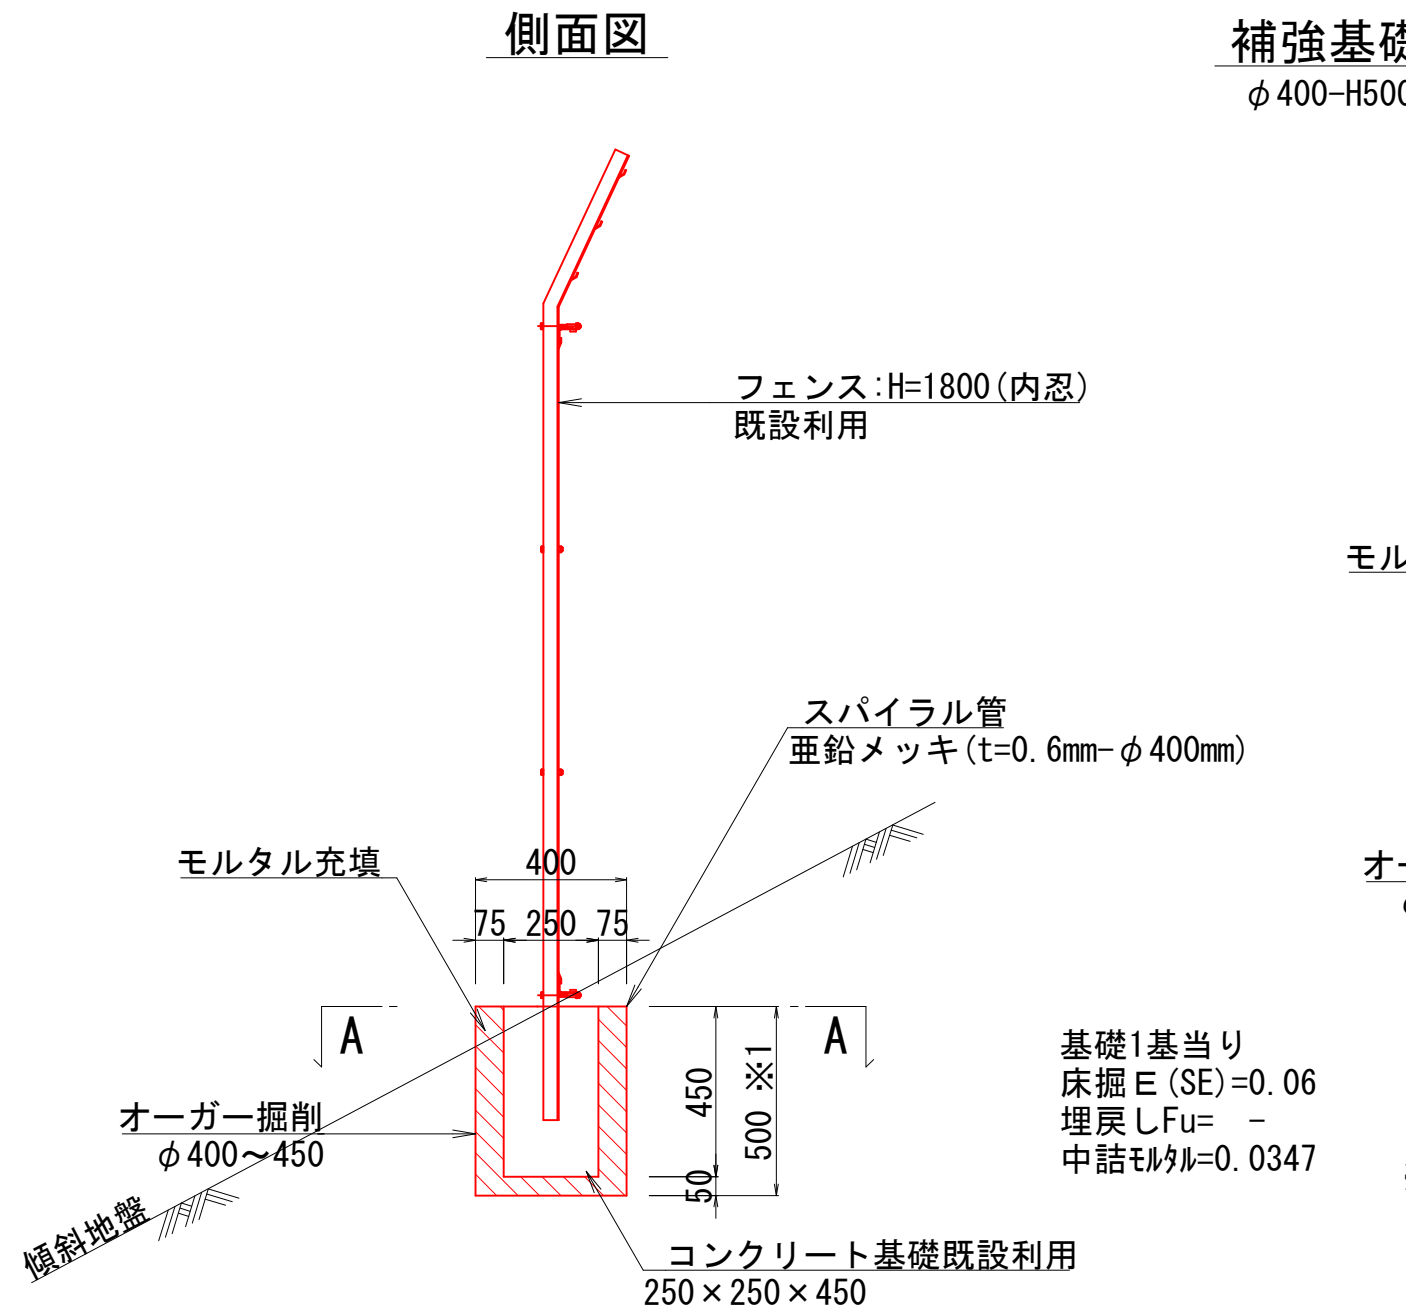 側面図
補強基礎
φ400-H500
フェンス:H=1800(内忍)
既設利用
モル
スパイラル管
亜鉛メッキ(t=0.6mm-φ400mm)
モルタル充填
400
75 250 75
オー
A
A
450
500 ※1
50
基礎1基当り
床掘E(SE)=0.06
埋戻しFu= -
中詰モルタル=0.0347
オーガー掘削
φ400～450
傾斜地盤
コンクリート基礎既設利用
250×250×450